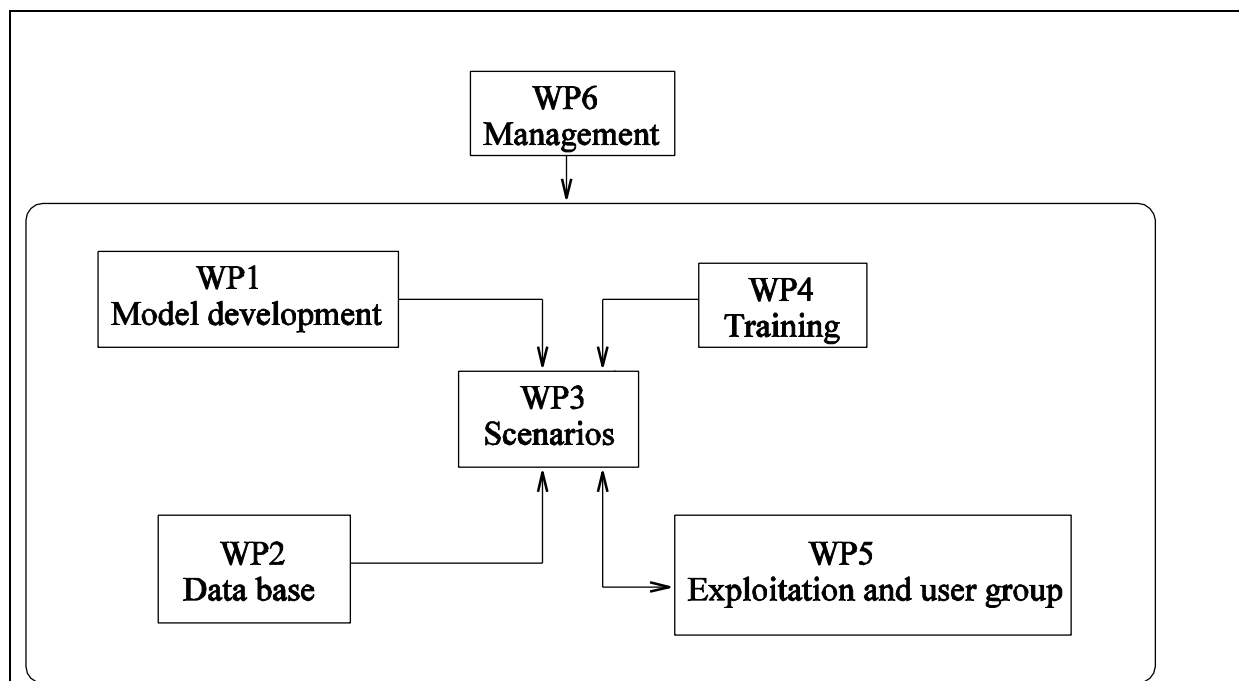 WP6
Management
WP1
Model development
WP4
Training
WP3
Scenarios
WP2
Data base
WP5
Exploitation and user group